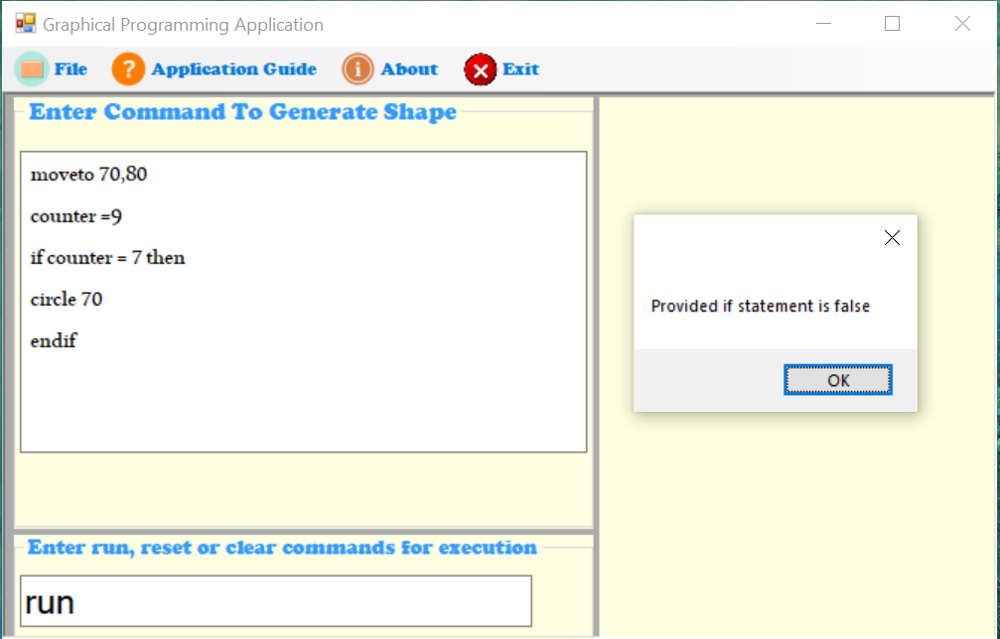 Graphical Programming Application
File Application Guide About Exit
Enter Command To Generate Shape
moveto 70,80
counter =9
if counter = 7 then
circle 70
endif
Provided if statement is false
OK
Enter run, reset or clear commands for execution
run